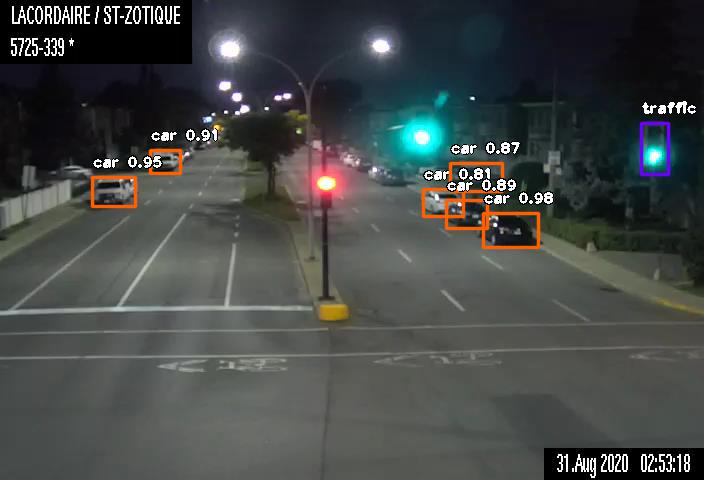 LACORDAIRE / ST-ZOTIQUE
5725-339 *
traffic
car 0.91
car 0.87
car 0.95
car 0.81
car 0.89
car 0.98
31.Aug 2020 02:53:18